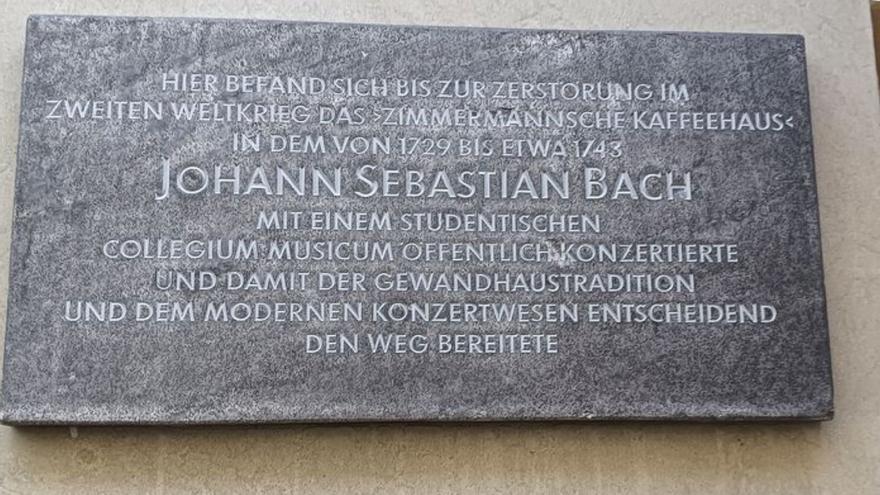 HIER BEFAND SICH BIS ZUR ZERSTÖRUNG IM
ZWEITEN WELTKRIEG DAS ›ZIMMERMANNSCHE KAFFEEHAUS‹
IN DEM VON 1729 BIS ETWA 1743
JOHANN SEBASTIAN BACH
MIT EINEM STUDENTISCHEN
COLLEGIUM MUSICUM ÖFFENTLICH KONZERTIERTE
UND DAMIT DER GEWANDHAUSTRADITION
UND DEM MODERNEN KONZERTWESEN ENTSCHEIDEND
DEN WEG BEREITETE